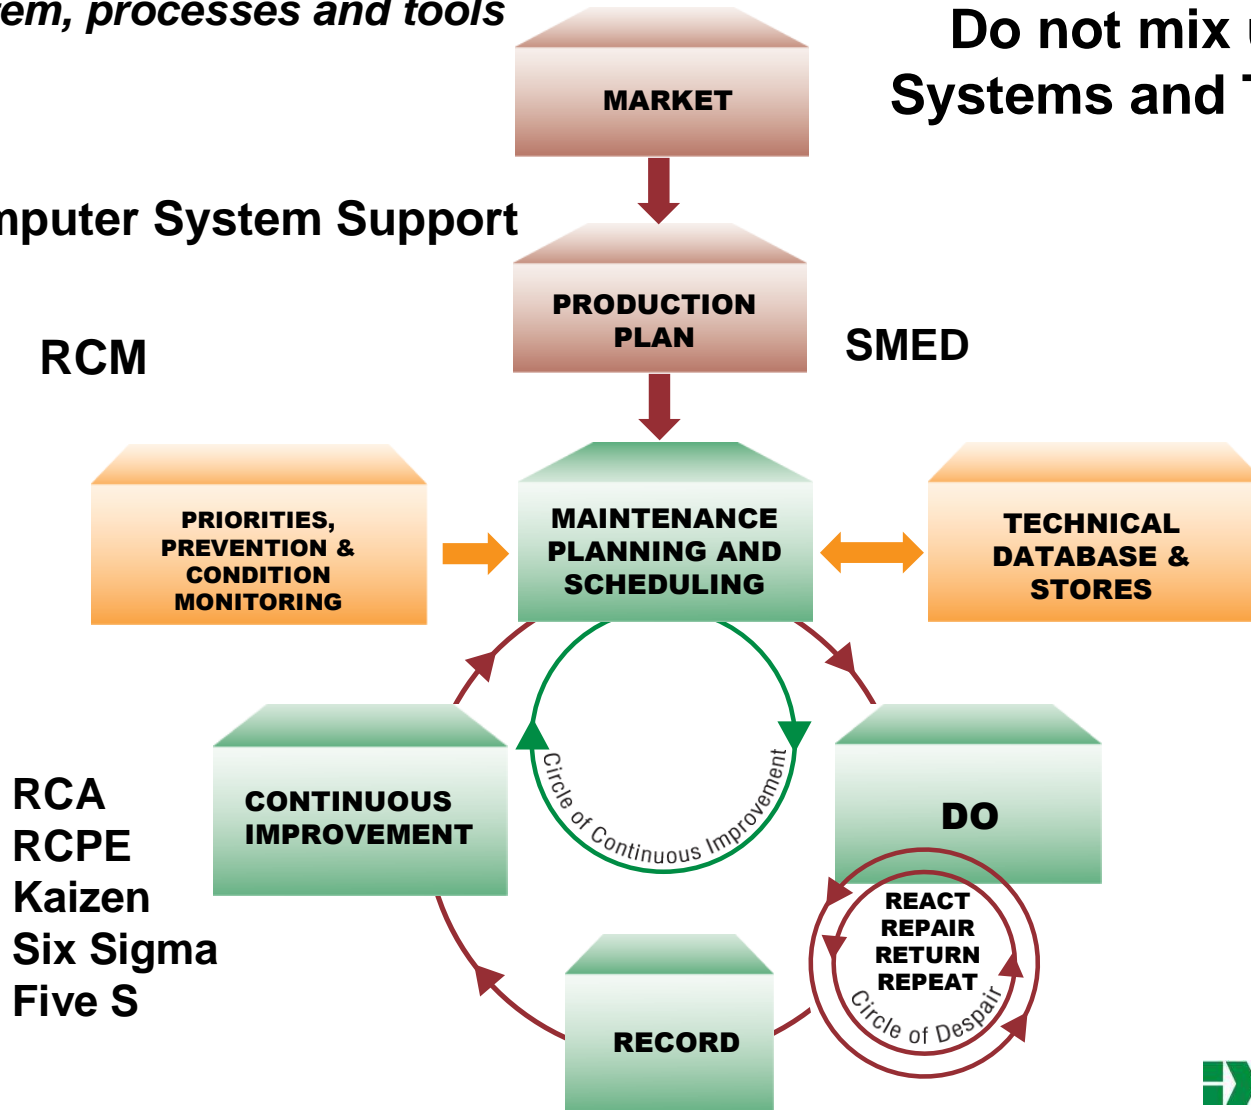 processes and tools
Do not mix
Systems and
MARKET
System Support
PRODUCTION
PLAN
RCM
SMED
PRIORITIES,
PREVENTION &
CONDITION
MONITORING
MAINTENANCE
PLANNING AND
SCHEDULING
TECHNICAL
DATABASE &
STORES
Circle of Continuous Improvement
CONTINUOUS
IMPROVEMENT
DO
RCA
RCPE
Kaizen
Six Sigma
Five S
REACT
REPAIR
RETURN
REPEAT
Circle of Despair
RECORD